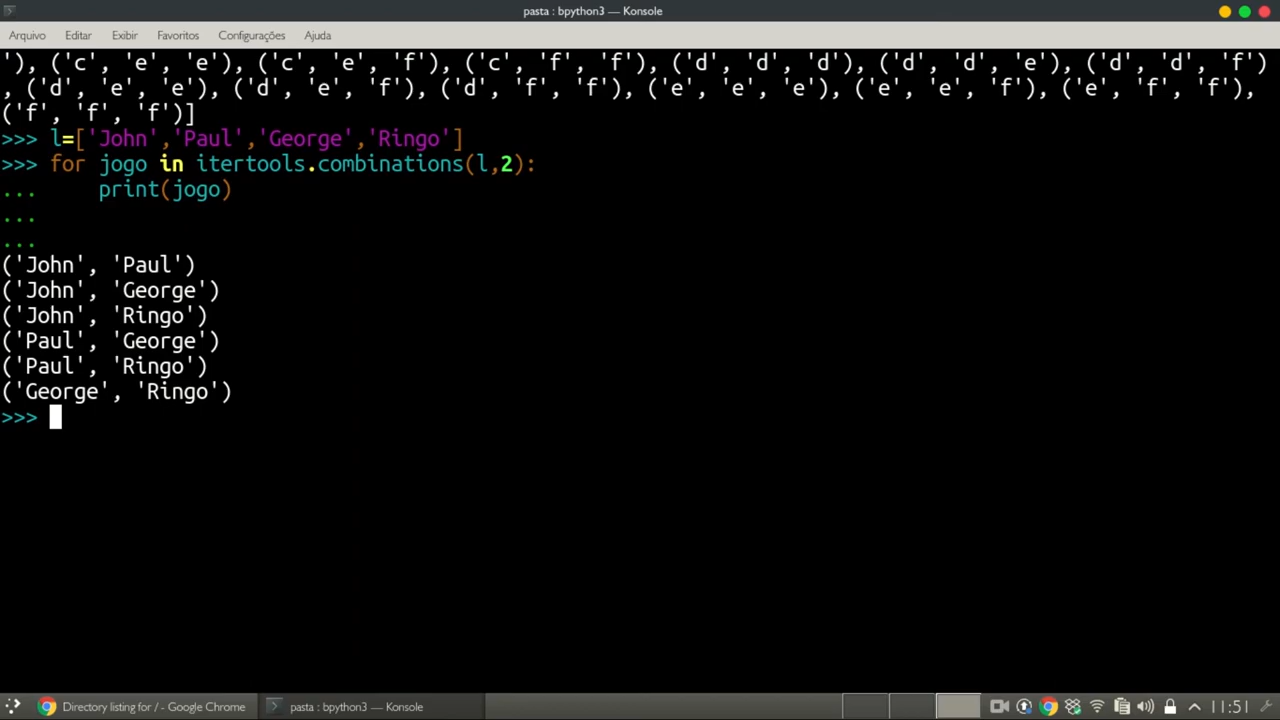 pasta : bpython3 — Konsole
Arquivo Editar Exibir Favoritos Configurações Ajuda
'), ('c', 'e', 'e'), ('c', 'e', 'f'), ('c', 'f', 'f'), ('d', 'd', 'd'), ('d', 'd', 'e'), ('d', 'd', 'f')
, ('d', 'e', 'e'), ('d', 'e', 'f'), ('d', 'f', 'f'), ('e', 'e', 'e'), ('e', 'e', 'f'), ('e', 'f', 'f'),
('f', 'f', 'f')]
>>> l=['John','Paul','George','Ringo']
>>> for jogo in itertools.combinations(l,2):
...     print(jogo)
...
...
('John', 'Paul')
('John', 'George')
('John', 'Ringo')
('Paul', 'George')
('Paul', 'Ringo')
('George', 'Ringo')
>>>
Directory listing for / - Google Chrome pasta : bpython3 — Konsole 11:51